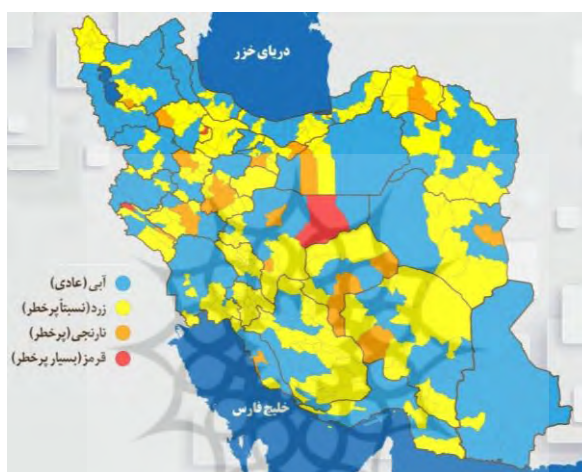 دریای خزر
آبی (عادی)
زرد (نسبتاً پرخطر)
نارنجی (پرخطر)
قرمز (بسیار پرخطر)
خلیج فارس